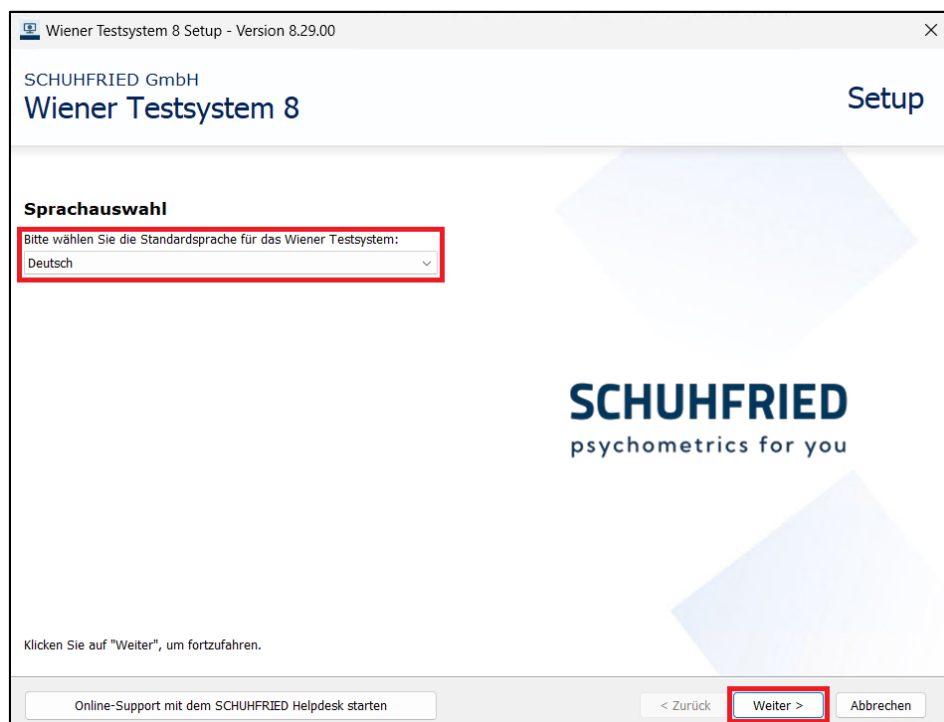 Wiener Testsystem 8 Setup - Version 8.29.00
SCHUHFRIED GmbH
Wiener Testsystem 8
Setup
Sprachauswahl
Bitte wählen Sie die Standardsprache für das Wiener Testsystem:
Deutsch
SCHUHFRIED
psychometrics for you
Klicken Sie auf "Weiter", um fortzufahren.
Online-Support mit dem SCHUHFRIED Helpdesk starten
< Zurück
Weiter >
Abbrechen